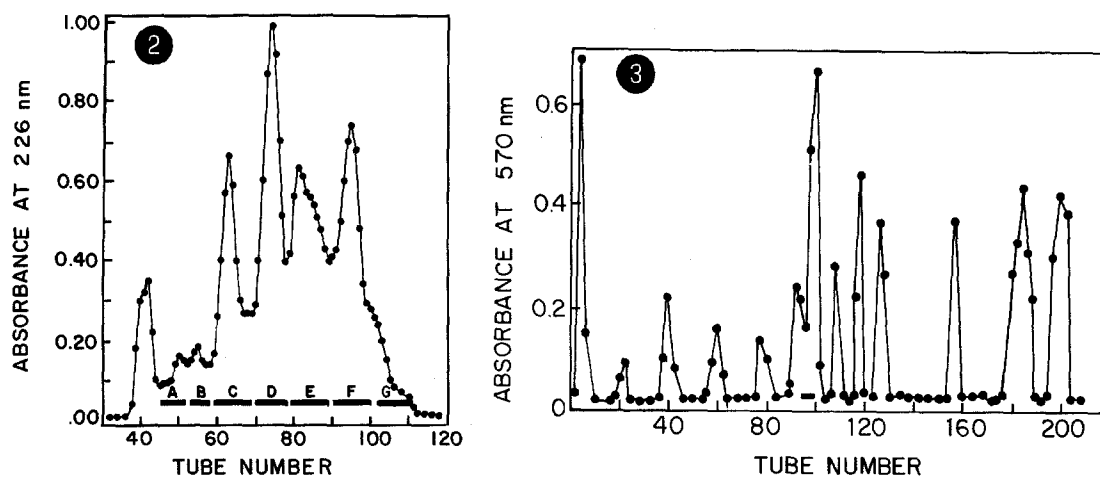 2
ABSORBANCE AT 226 nm
1.00
0.80
0.60
0.40
0.20
.00
A B C D E F G
40 60 80 100 120
TUBE NUMBER
3
ABSORBANCE AT 570 nm
0.6
0.4
0.2
0
40 80 120 160 200
TUBE NUMBER